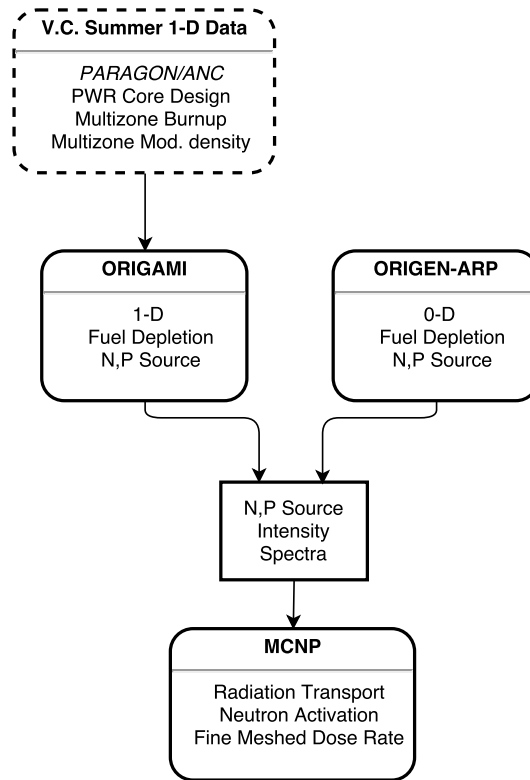 V.C. Summer 1-D Data
PARAGON/ANC
PWR Core Design
Multizone Burnup
Multizone Mod. density
ORIGAMI
1-D
Fuel Depletion
N,P Source
ORIGEN-ARP
0-D
Fuel Depletion
N,P Source
N,P Source
Intensity
Spectra
MCNP
Radiation Transport
Neutron Activation
Fine Meshed Dose Rate